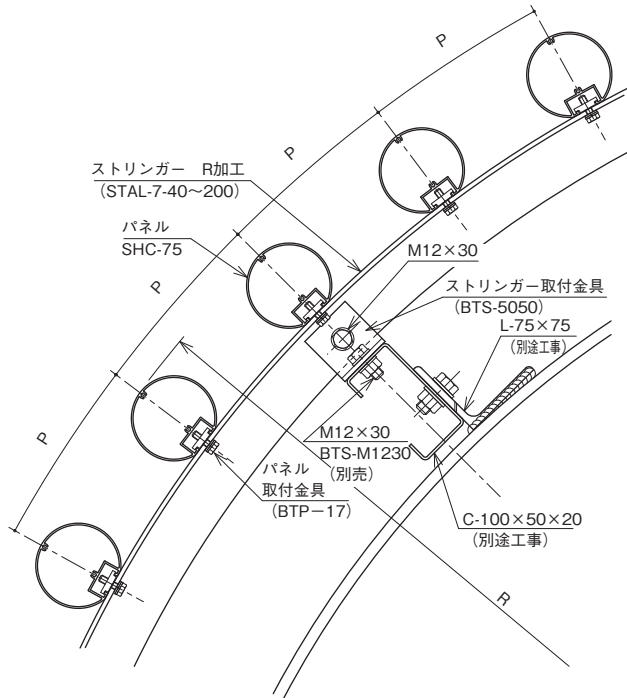 P
P
P
P
ストリンガー R加工
（STAL-7-40〜200）
パネル
SHC-75
M12×30
ストリンガー取付金具
（BTS-5050）
L-75×75
（別途工事）
M12×30
BTS-M1230
（別売）
パネル
取付金具
（BTP−17）
C-100×50×20
（別途工事）
R